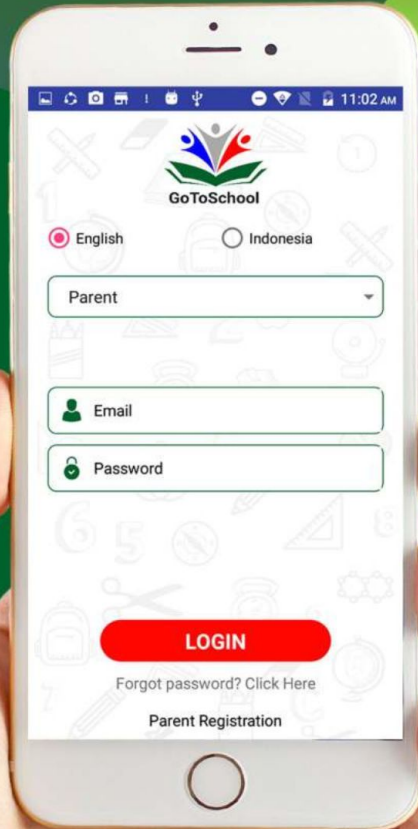 11:02 AM
GoToSchool
English
Indonesia
Parent
Email
Password
LOGIN
Forgot password? Click Here
Parent Registration